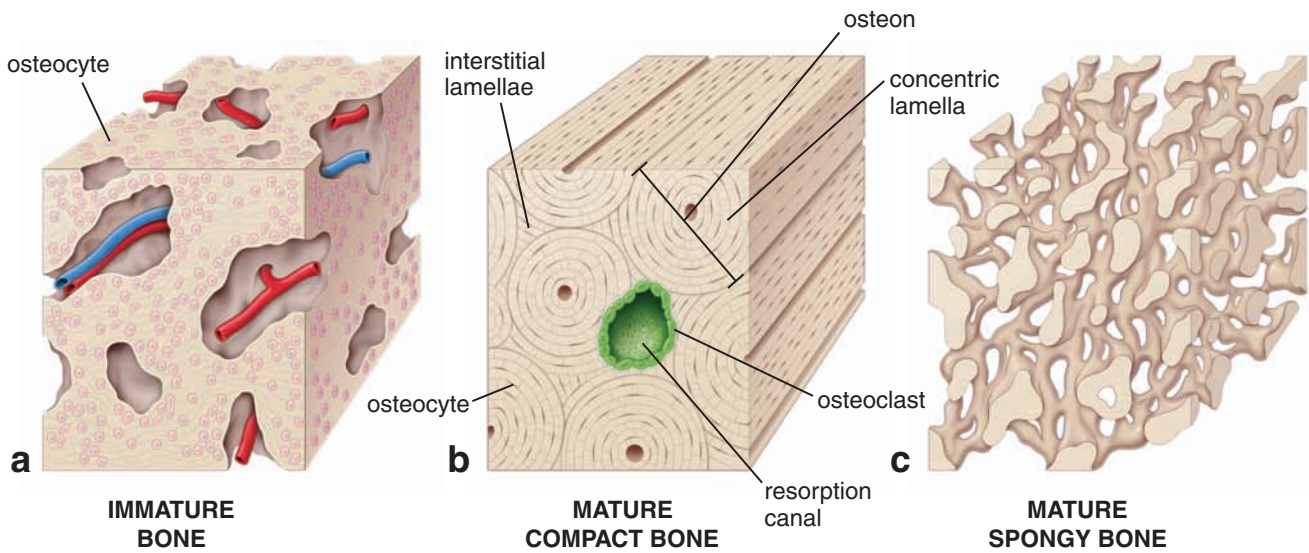 osteocyte
a
IMMATURE
BONE
interstitial
lamellae
osteon
concentric
lamella
osteocyte
osteoclast
resorption
canal
b
MATURE
COMPACT BONE
c
MATURE
SPONGY BONE